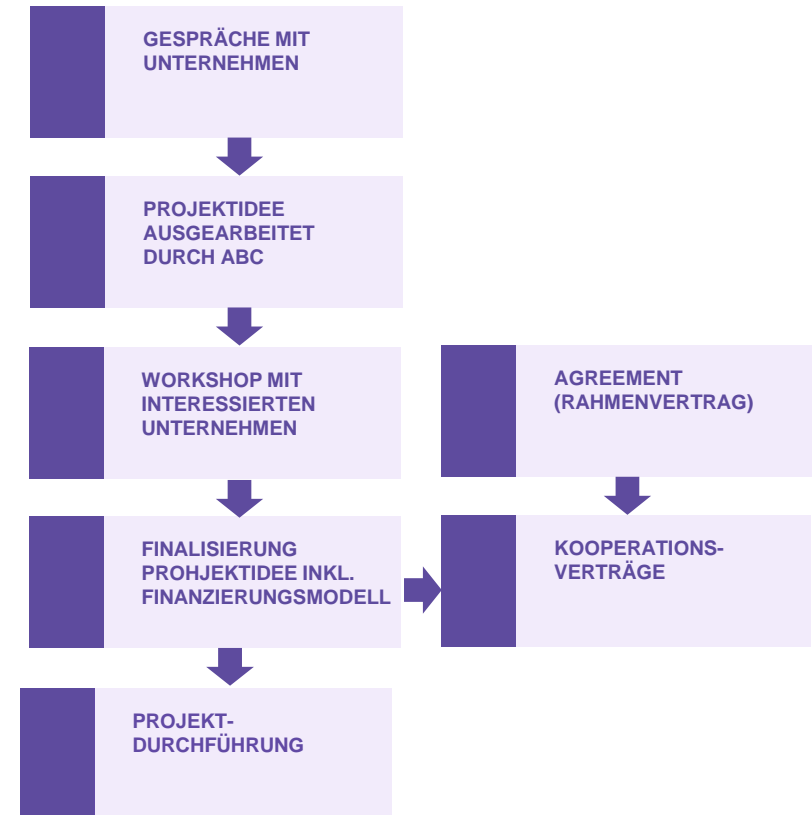 GESPRÄCHE MIT
UNTERNEHMEN
PROJEKTIDEE
AUSGEARBEITET
DURCH ABC
WORKSHOP MIT
INTERESSIERTEN
UNTERNEHMEN
AGREEMENT
(RAHMENVERTRAG)
FINALISIERUNG
PROHJEKTIDEE INKL.
FINANZIERUNGSMODELL
KOOPERATIONS-
VERTRÄGE
PROJEKT-
DURCHFÜHRUNG